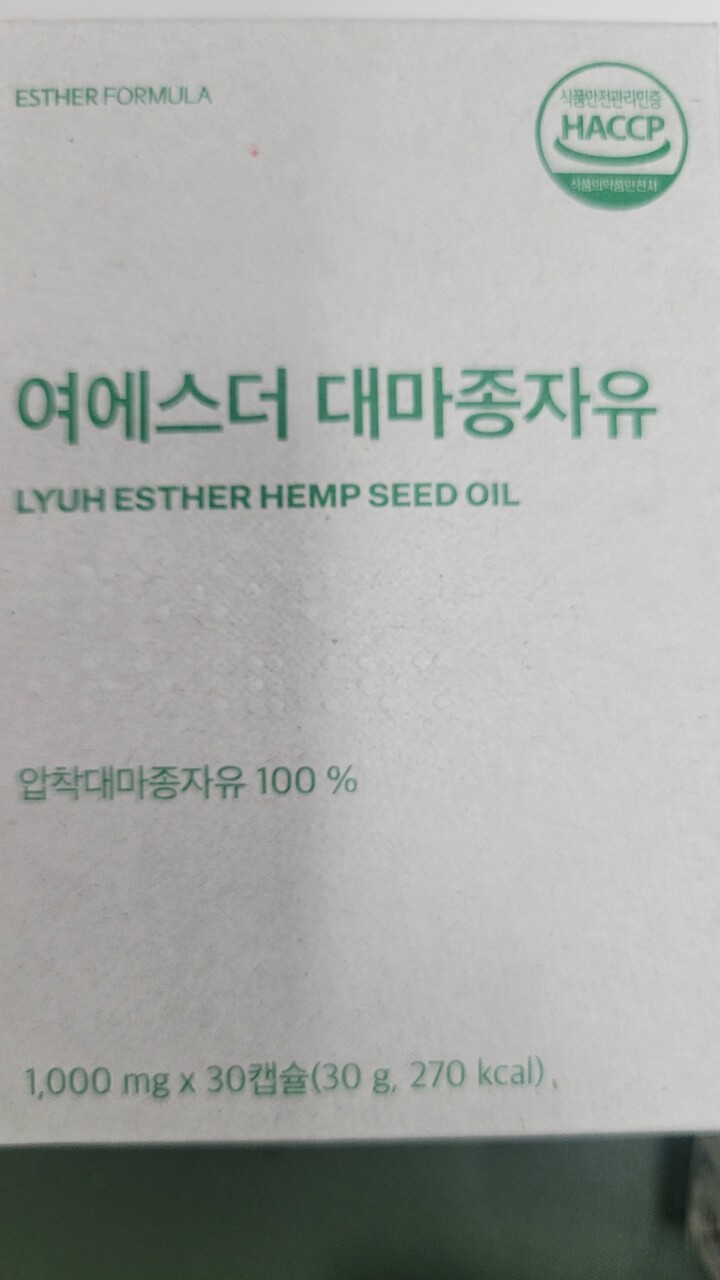 ESTHER FORMULA
식품안전관리인증
HACCP
식품의약품안전처
여에스더 대마종자유
LYUH ESTHER HEMP SEED OIL
압착대마종자유 100 %
1,000 mg x 30캡슐(30 g, 270 kcal)